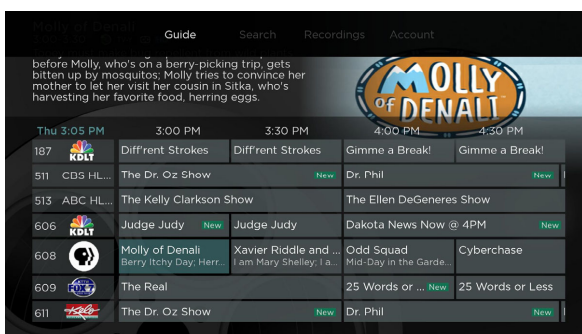 Molly of Denali
Guide Search Recordings Account
before Molly, who's on a berry-picking trip, gets
bitten up by mosquitos; Molly tries to convince her
mother to let her visit her cousin in Sitka, who's
harvesting her favorite food, herring eggs.
MOLLY
OF DENALI
Thu 3:05 PM 3:00 PM 3:30 PM 4:00 PM 4:30 PM
187 KDLT Diff'rent Strokes Diff'rent Strokes Gimme a Break! Gimme a Break!
511 CBS HL... The Dr. Oz Show New Dr. Phil New
513 ABC HL... The Kelly Clarkson Show The Ellen DeGeneres Show
606 KDLT Judge Judy New Judge Judy Dakota News Now @ 4PM New
608 Molly of Denali Xavier Riddle and ... Odd Squad Cyberchase
Berry Itchy Day; Herr... I am Mary Shelley; I a... Mid-Day in the Garde...
609 FOX The Real 25 Words or ... New 25 Words or Less
611 Kelo The Dr. Oz Show New Dr. Phil New